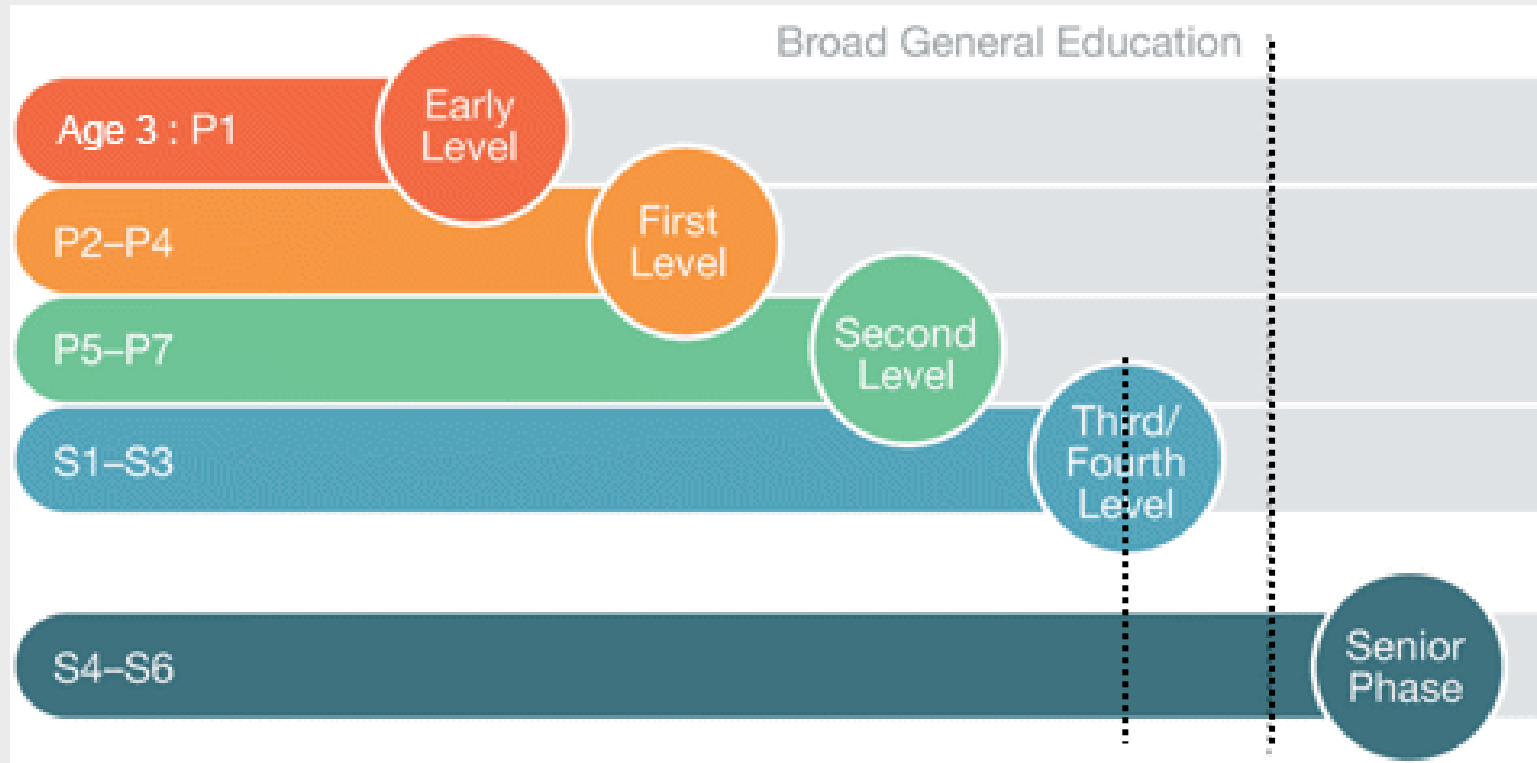 Broad General Education
Age 3 : P1
Early
Level
P2–P4
First
Level
P5–P7
Second
Level
S1–S3
Third/
Fourth
Level
S4–S6
Senior
Phase